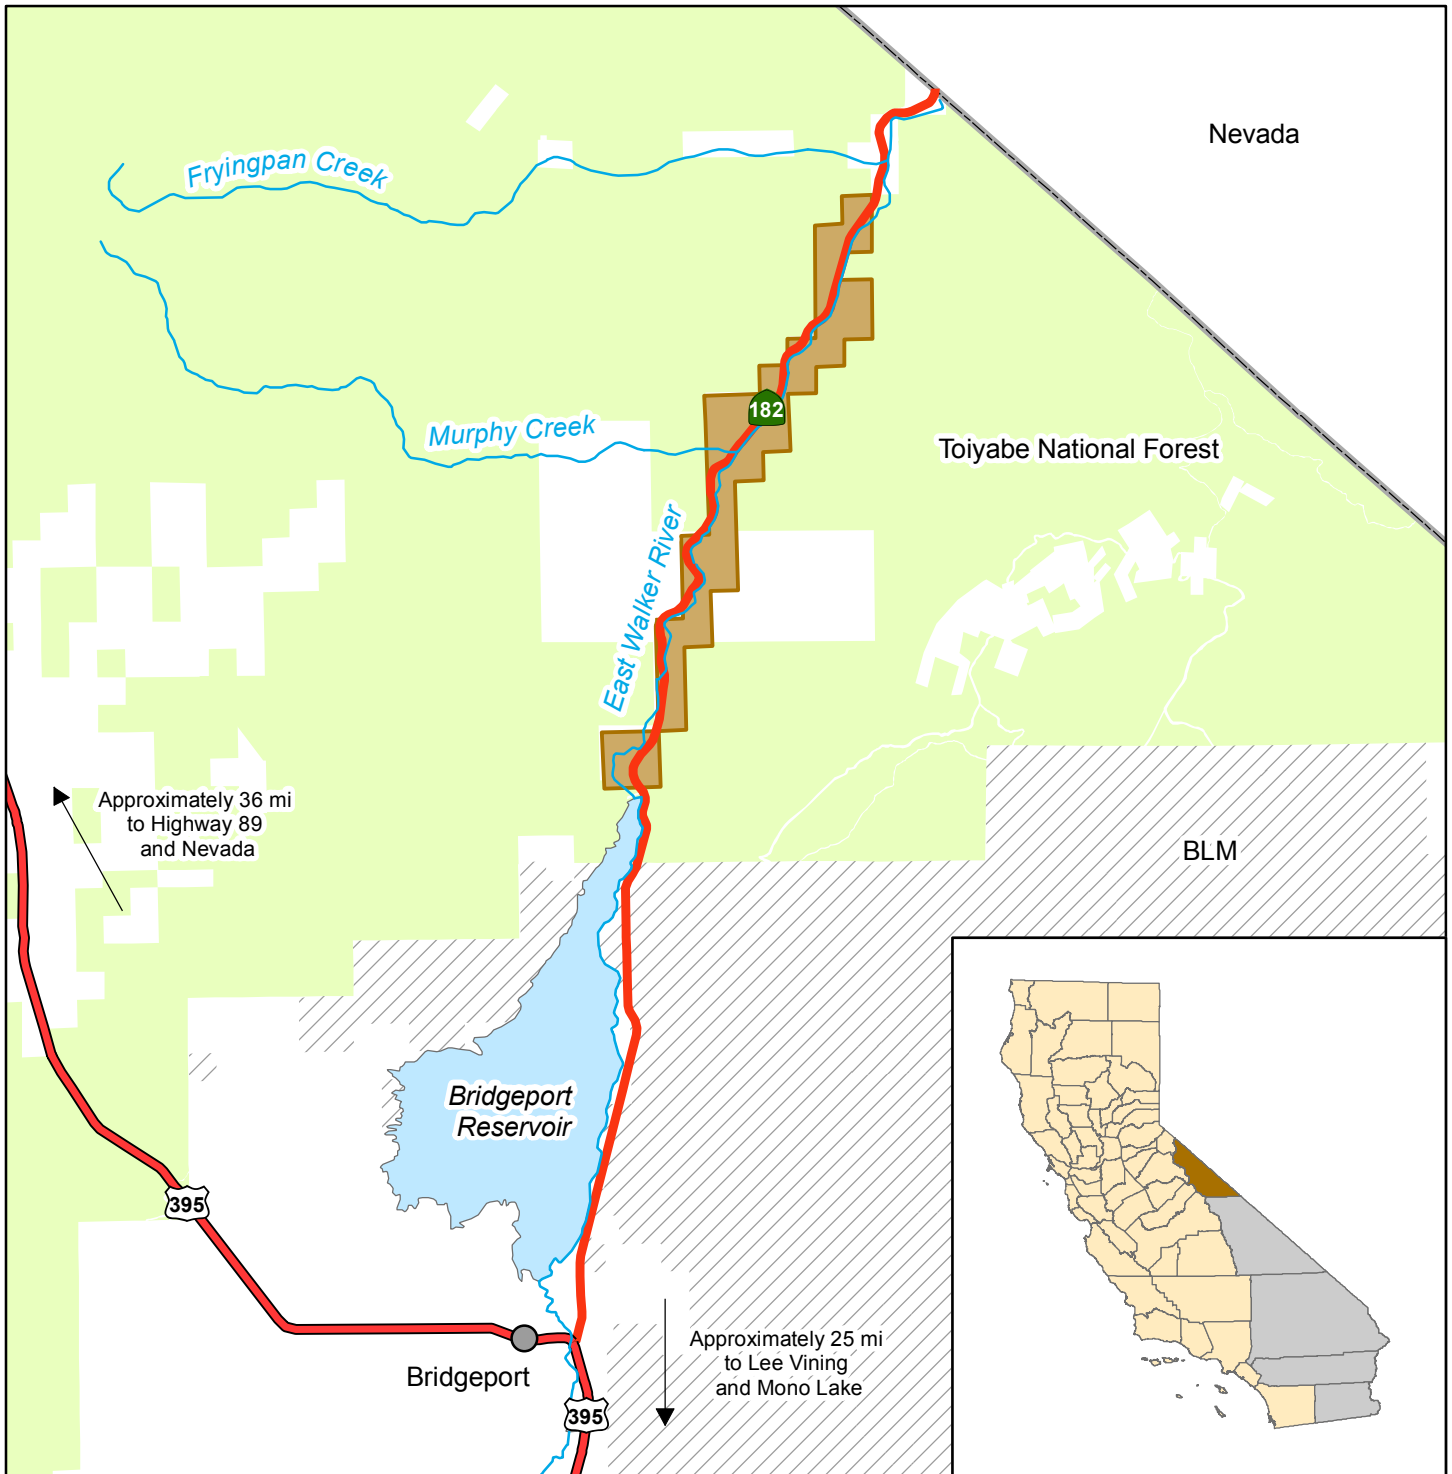 Nevada
Fryingpan Creek
182
Murphy Creek
Toiyabe National Forest
East Walker River
Approximately 36 mi
to Highway 89
and Nevada
BLM
Bridgeport
Reservoir
395
Approximately 25 mi
to Lee Vining
and Mono Lake
Bridgeport
395